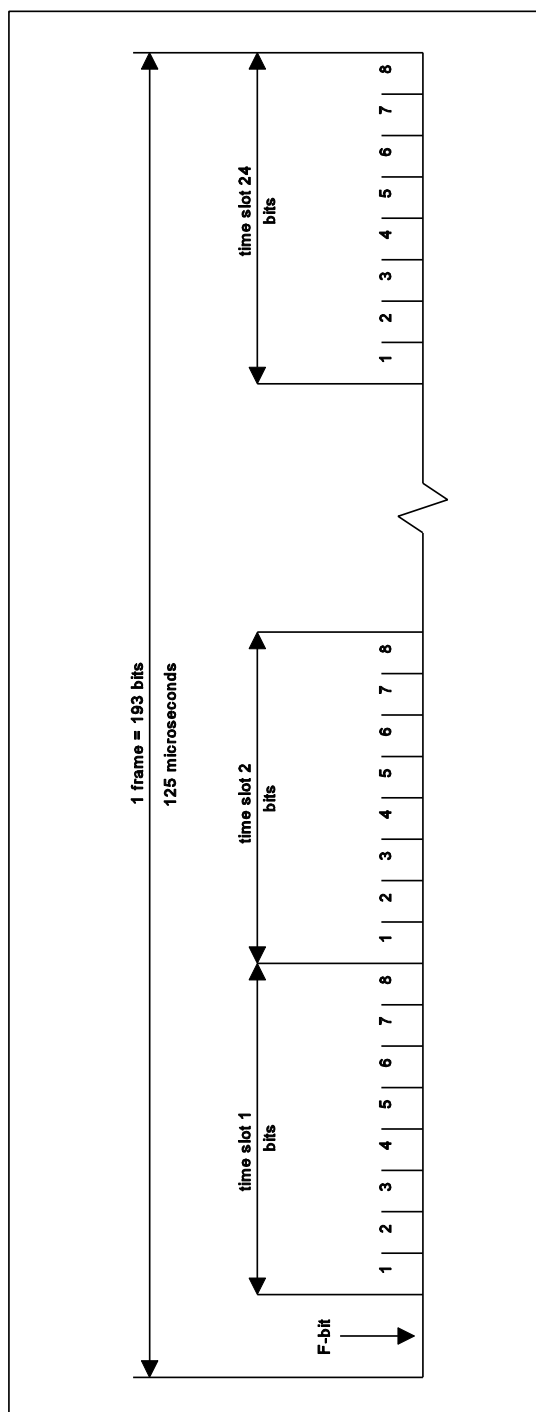 1 frame = 193 bits
125 microseconds
time slot 1
bits
time slot 2
bits
time slot 24
bits
F-bit
1 2 3 4 5 6 7 8
1 2 3 4 5 6 7 8
1 2 3 4 5 6 7 8